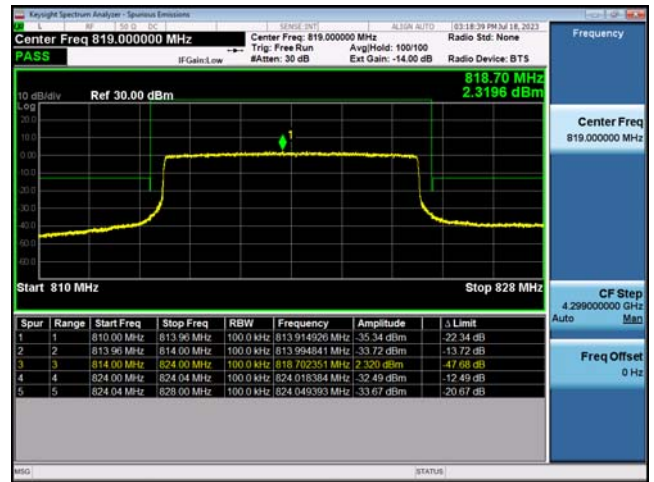 Keysight Spectrum Analyzer - Spurious Emissions
L RF 50 Ω DC SENSE:INT ALIGN AUTO 03:18:39 PM Jul 18, 2023
Center Freq 819.000000 MHz
Center Freq: 819.000000 MHz
Radio Std: None
Frequency
Trig: Free Run
Avg|Hold: 100/100
PASS
IFGain:Low
#Atten: 30 dB
Ext Gain: -14.00 dB
Radio Device: BTS
818.70 MHz
2.3196 dBm
10 dB/div
Ref 30.00 dBm
Log
20.0
10.0
0.00
10.0
20.0
30.0
40.0
50.0
60.0
1
Start 810 MHz
Stop 828 MHz
Center Freq
819.000000 MHz
CF Step
4.299000000 GHz
Auto Man
Freq Offset
0 Hz
Spur Range Start Freq Stop Freq RBW Frequency Amplitude Δ Limit
1 1 810.00 MHz 813.96 MHz 100.0 kHz 813.914926 MHz -35.34 dBm -22.34 dB
2 2 813.96 MHz 814.00 MHz 100.0 kHz 813.994841 MHz -33.72 dBm -13.72 dB
3 3 814.00 MHz 824.00 MHz 100.0 kHz 818.702351 MHz 2.320 dBm -47.68 dB
4 4 824.00 MHz 824.04 MHz 100.0 kHz 824.018384 MHz -32.49 dBm -12.49 dB
5 5 824.04 MHz 828.00 MHz 100.0 kHz 824.049393 MHz -33.67 dBm -20.67 dB
MSG
STATUS